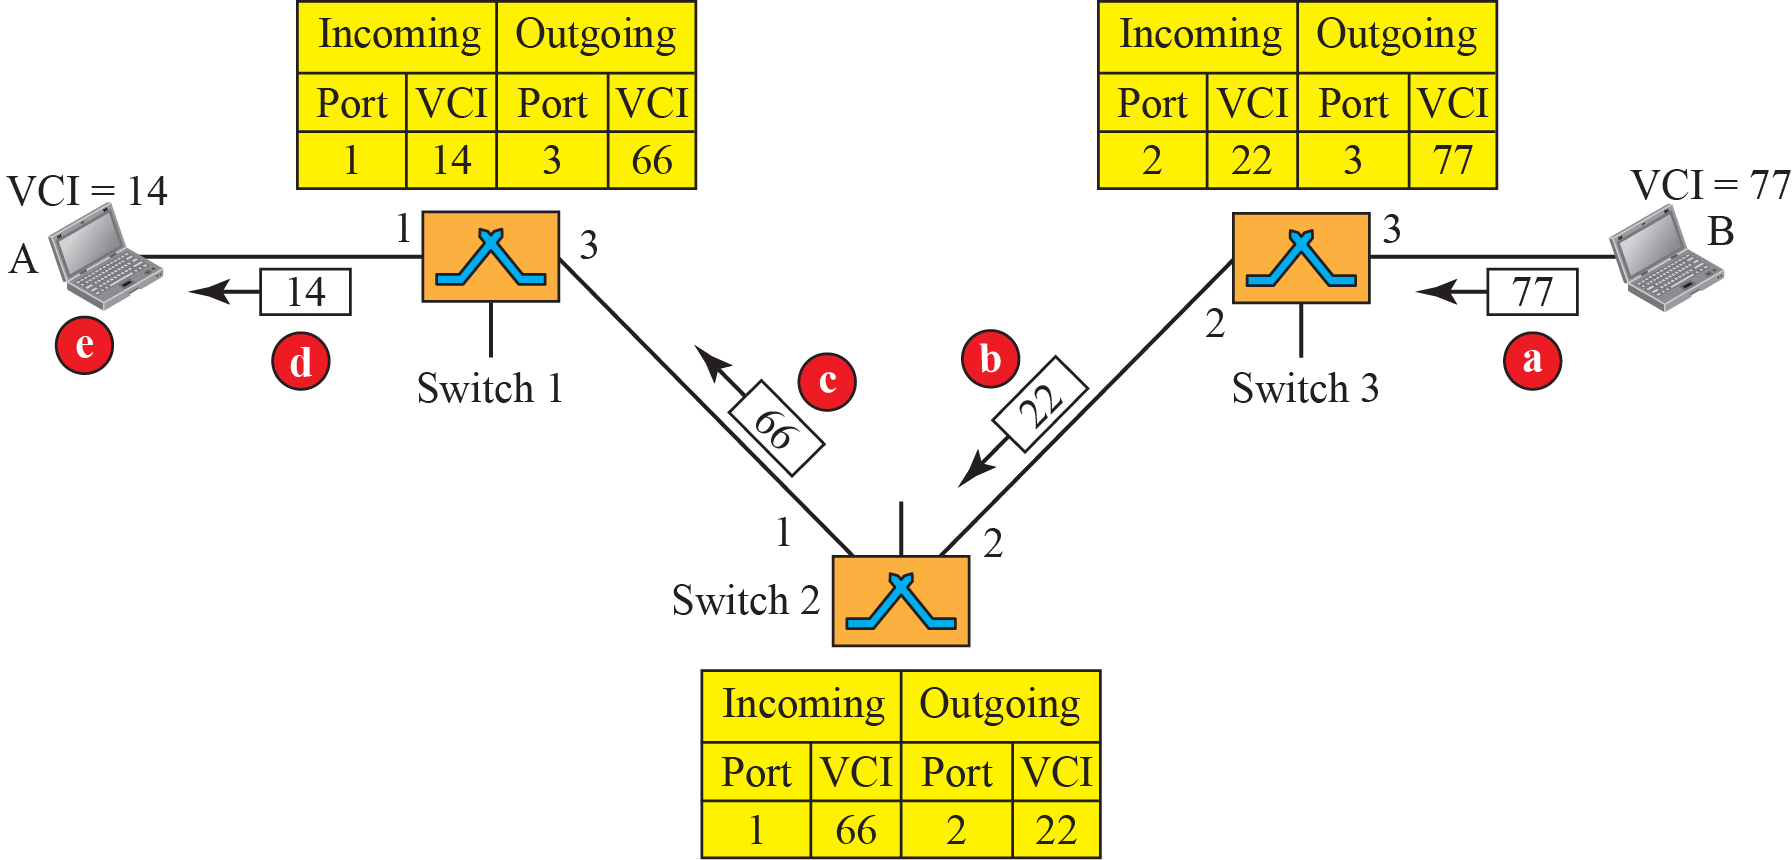 Incoming Outgoing
Port VCI Port VCI
1 14 3 66
Incoming Outgoing
Port VCI Port VCI
2 22 3 77
VCI = 14
VCI = 77
A
1
3
3
B
14
77
2
e
d
c
b
a
Switch 1
Switch 3
66
22
1
2
Switch 2
Incoming Outgoing
Port VCI Port VCI
1 66 2 22